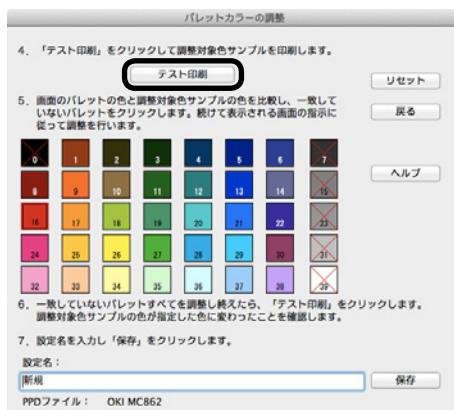 パレットカラーの調整
4. 「テスト印刷」をクリックして調整対象色サンプルを印刷します。
テスト印刷
リセット
5. 画面のパレットの色と調整対象色サンプルの色を比較し、一致して
いないパレットをクリックします。続けて表示される画面の指示に
従って調整を行います。
戻る
ヘルプ
0 1 2 3 4 5 6 7
8 9 10 11 12 13 14 15
16 17 18 19 20 21 22 23
24 25 26 27 28 29 30 31
32 33 34 35 36 37 38 39
6. 一致していないパレットすべてを調整し終えたら、「テスト印刷」をクリックします。
調整対象色サンプルの色が指定した色に変わったことを確認します。
7. 設定名を入力し「保存」をクリックします。
設定名：
新規
保存
PPDファイル： OKI MC862